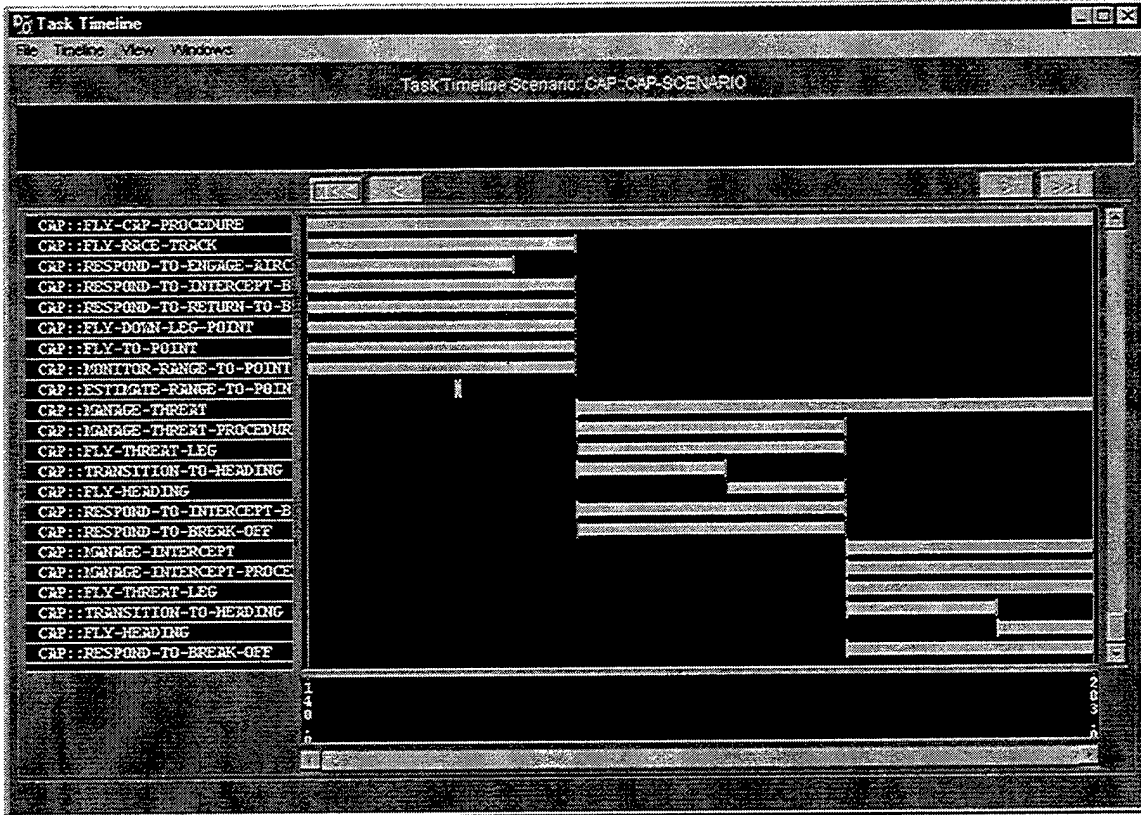 Task Timeline
File Timeline View Windows
Task Timeline Scenario: CAP::CAP-SCENARIO
<
>
>>|
CAP::FLY-CAP-PROCEDURE
CAP::FLY-RACE-TRACK
CAP::RESPOND-TO-ENGAGE-AIRC
CAP::RESPOND-TO-INTERCEPT-B
CAP::RESPOND-TO-RETURN-TO-B
CAP::FLY-DOWN-LEG-POINT
CAP::FLY-TO-POINT
CAP::MONITOR-RANGE-TO-POINT
CAP::ESTIMATE-RANGE-TO-POIN
CAP::MANAGE-THREAT
CAP::MANAGE-THREAT-PROCEDUR
CAP::FLY-THREAT-LEG
CAP::TRANSITION-TO-HEADING
CAP::FLY-HEADING
CAP::RESPOND-TO-INTERCEPT-B
CAP::RESPOND-TO-BREAK-OFF
CAP::MANAGE-INTERCEPT
CAP::MANAGE-INTERCEPT-PROCE
CAP::FLY-THREAT-LEG
CAP::TRANSITION-TO-HEADING
CAP::FLY-HEADING
CAP::RESPOND-TO-BREAK-OFF